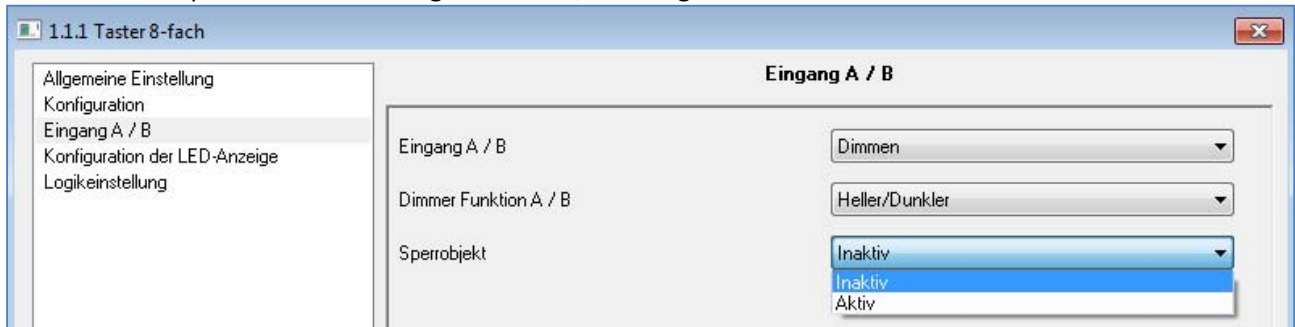 1.1.1 Taster 8-fach
Allgemeine Einstellung
Konfiguration
Eingang A / B
Konfiguration der LED-Anzeige
Logikeinstellung
Eingang A / B
Eingang A / B
Dimmen
Dimmer Funktion A / B
Heller/Dunkler
Sperrobjekt
Inaktiv
Inaktiv
Aktiv